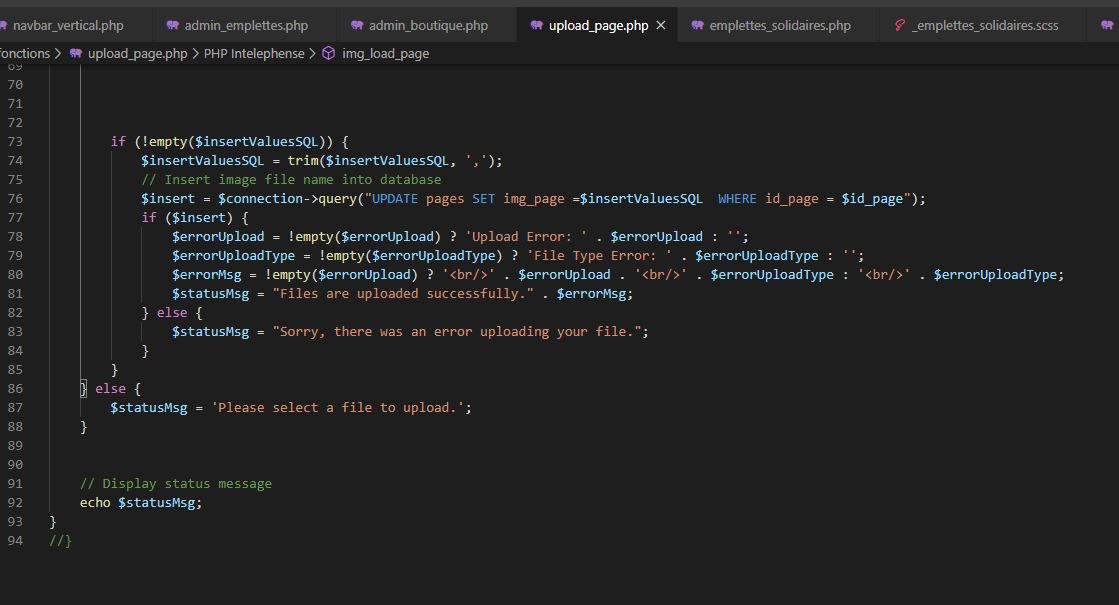 navbar_vertical.php admin_emplettes.php admin_boutique.php upload_page.php emplettes_solidaires.php _emplettes_solidaires.scss
fonctions > upload_page.php > PHP Intelephense > img_load_page
69
70
71
72
73 if (!empty($insertValuesSQL)) {
74 $insertValuesSQL = trim($insertValuesSQL, ',');
75 // Insert image file name into database
76 $insert = $connection->query("UPDATE pages SET img_page =$insertValuesSQL  WHERE id_page = $id_page");
77 if ($insert) {
78 $errorUpload = !empty($errorUpload) ? 'Upload Error: ' . $errorUpload : '';
79 $errorUploadType = !empty($errorUploadType) ? 'File Type Error: ' . $errorUploadType : '';
80 $errorMsg = !empty($errorUpload) ? '<br/>' . $errorUpload . '<br/>' . $errorUploadType : '<br/>' . $errorUploadType;
81 $statusMsg = "Files are uploaded successfully." . $errorMsg;
82 } else {
83 $statusMsg = "Sorry, there was an error uploading your file.";
84 }
85 }
86 } else {
87 $statusMsg = 'Please select a file to upload.';
88 }
89
90
91 // Display status message
92 echo $statusMsg;
93 }
94 //}